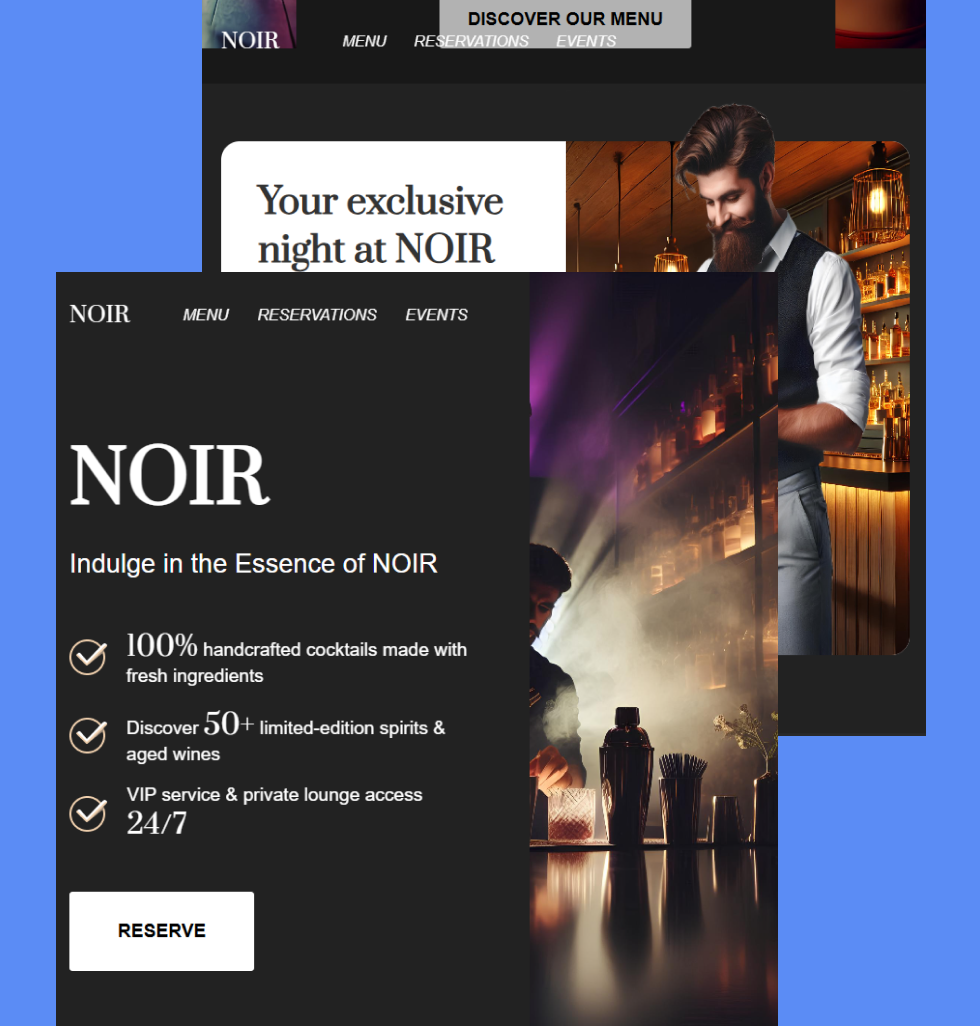 DISCOVER OUR MENU
NOIR MENU RESERVATIONS EVENTS
Your exclusive
night at NOIR
NOIR MENU RESERVATIONS EVENTS
NOIR
Indulge in the Essence of NOIR
100% handcrafted cocktails made with
fresh ingredients
Discover 50+ limited-edition spirits &
aged wines
VIP service & private lounge access
24/7
RESERVE